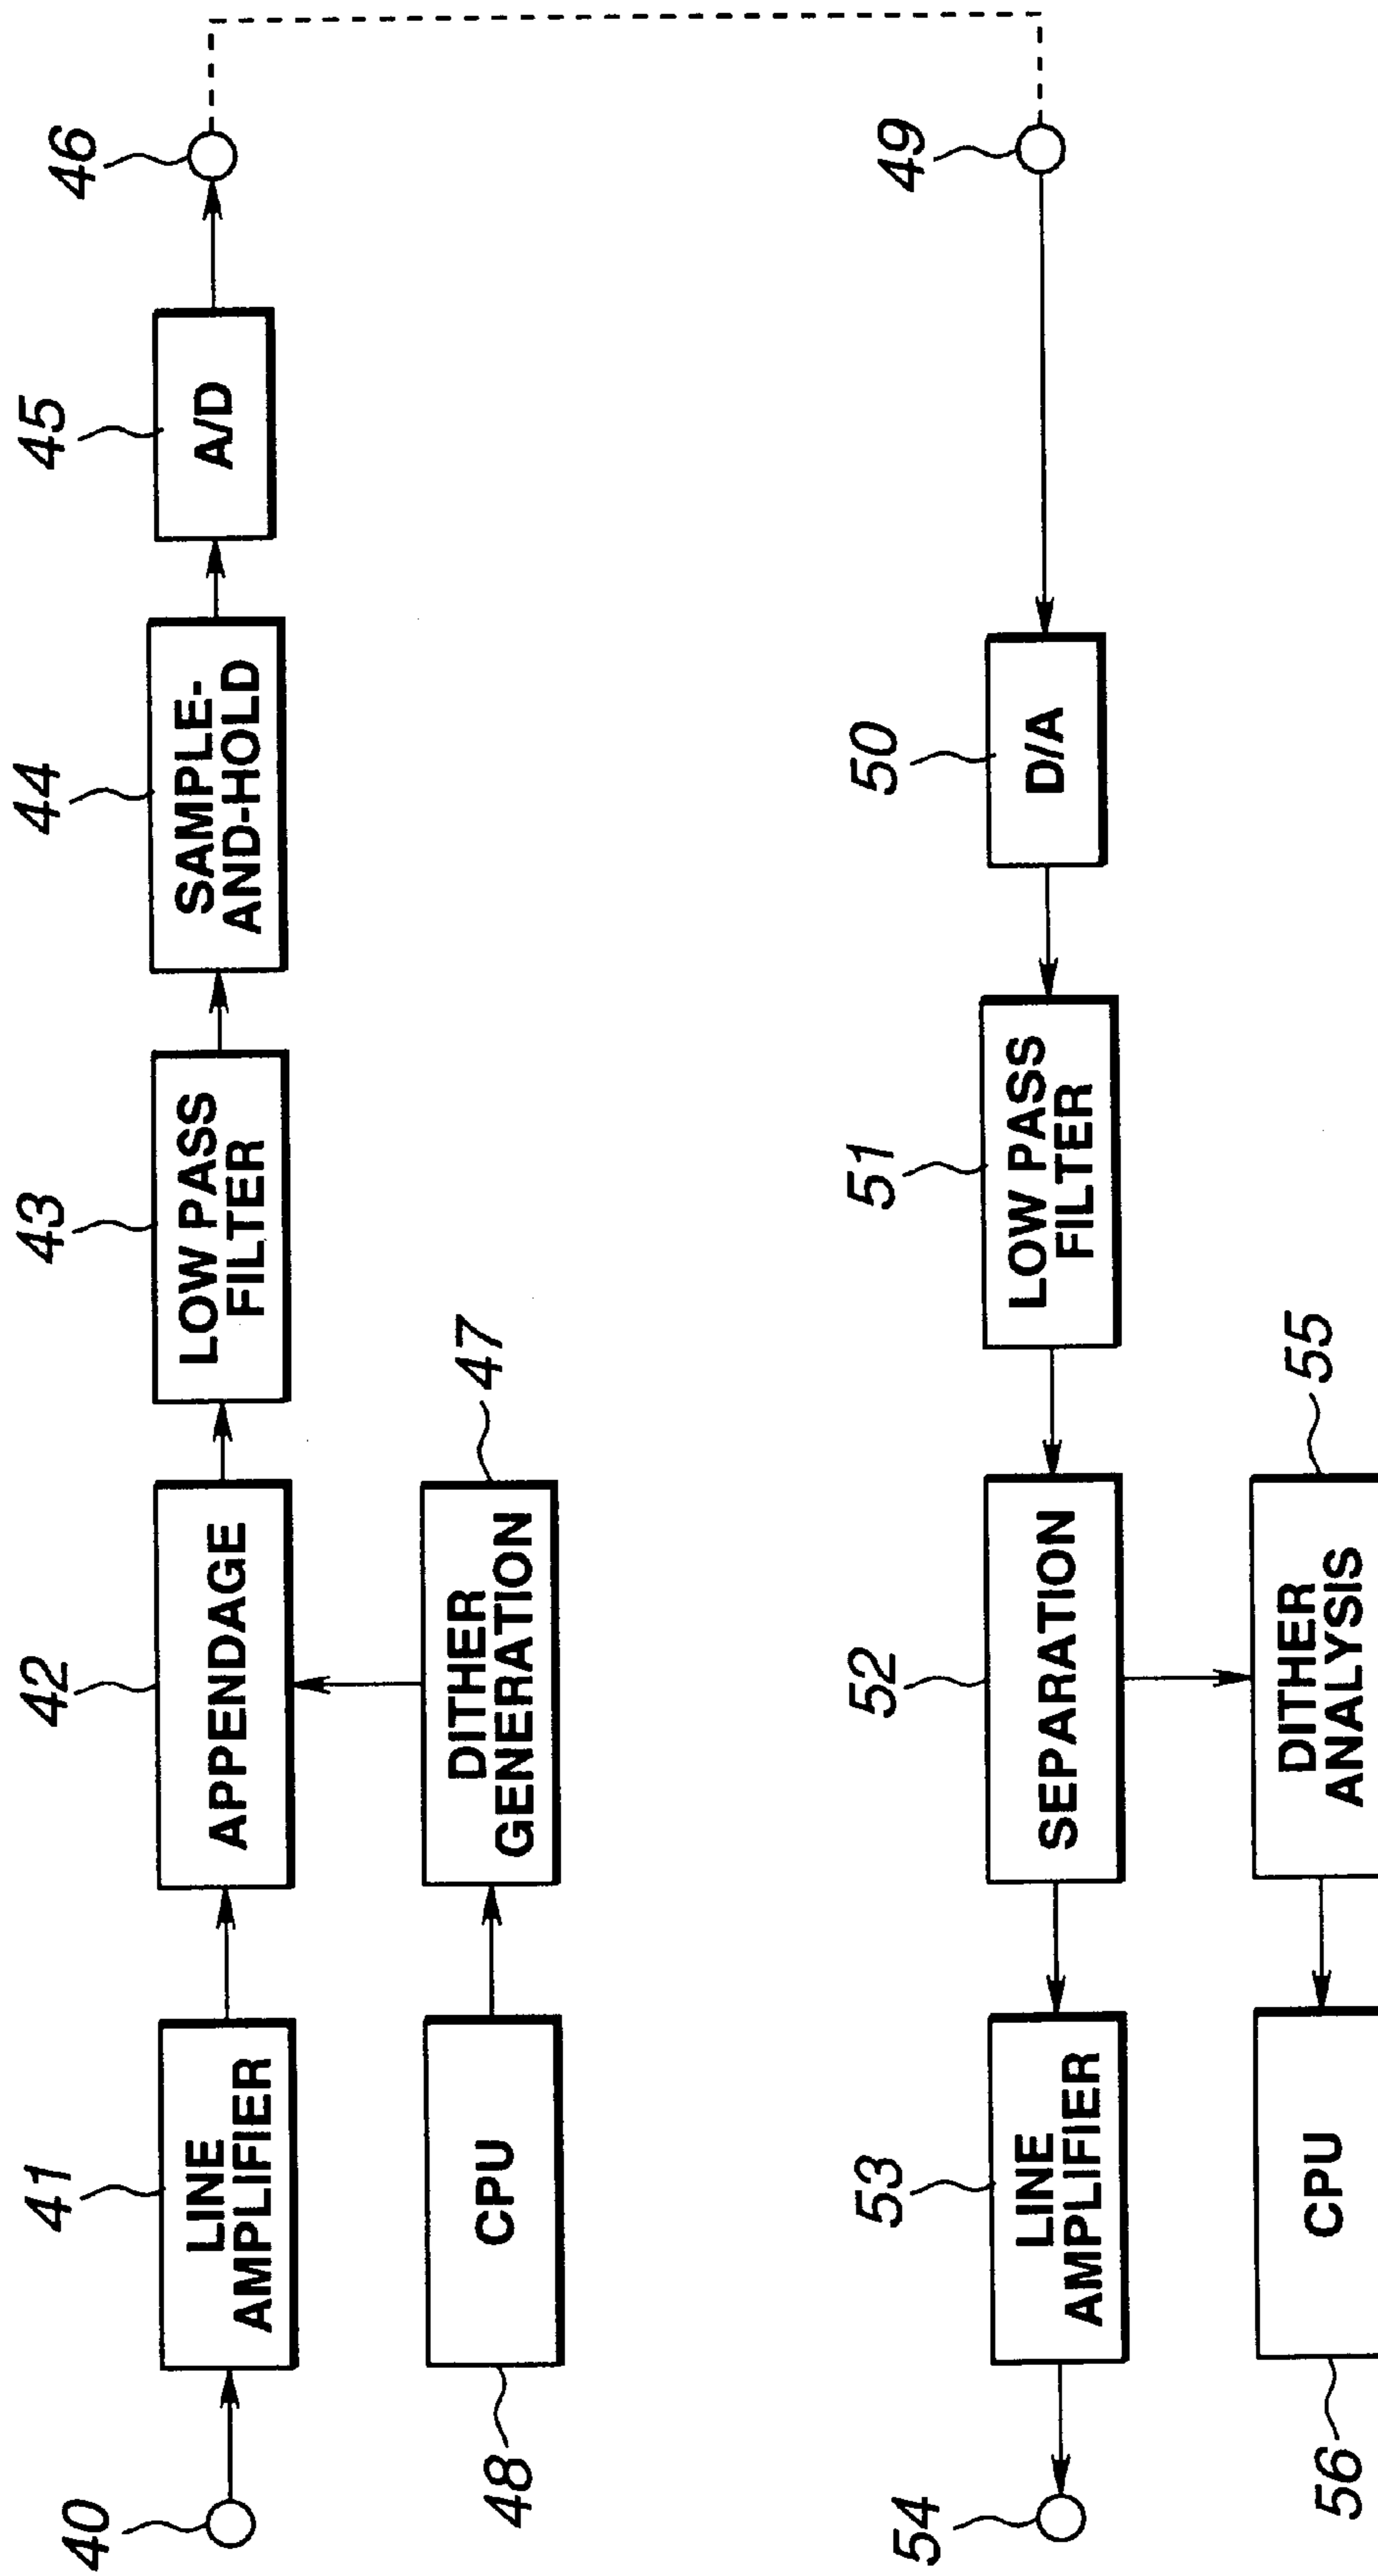 40
41
LINE
AMPLIFIER
42
APPENDAGE
43
LOW PASS
FILTER
44
SAMPLE-
AND-HOLD
45
A/D
46
48
CPU
47
DITHER
GENERATION
54
53
LINE
AMPLIFIER
52
SEPARATION
51
LOW PASS
FILTER
50
D/A
49
56
CPU
55
DITHER
ANALYSIS